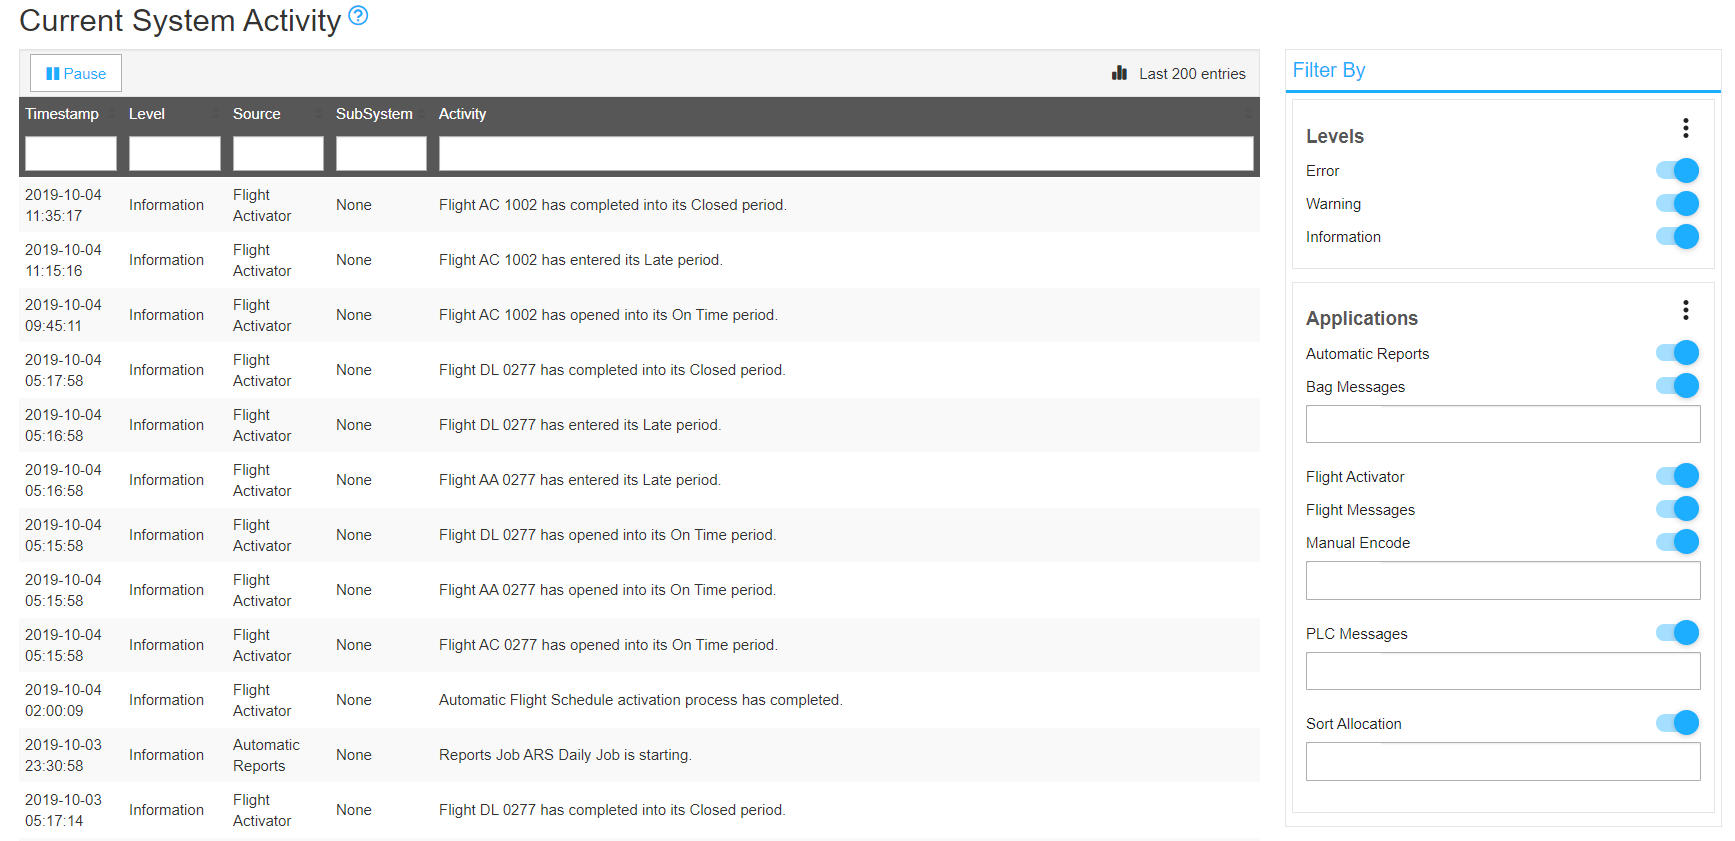 Current System Activity
Pause
Last 200 entries
Timestamp Level Source SubSystem Activity
2019-10-04 11:35:17 Information Flight Activator None Flight AC 1002 has completed into its Closed period.
2019-10-04 11:15:16 Information Flight Activator None Flight AC 1002 has entered its Late period.
2019-10-04 09:45:11 Information Flight Activator None Flight AC 1002 has opened into its On Time period.
2019-10-04 05:17:58 Information Flight Activator None Flight DL 0277 has completed into its Closed period.
2019-10-04 05:16:58 Information Flight Activator None Flight DL 0277 has entered its Late period.
2019-10-04 05:16:58 Information Flight Activator None Flight AA 0277 has entered its Late period.
2019-10-04 05:15:58 Information Flight Activator None Flight DL 0277 has opened into its On Time period.
2019-10-04 05:15:58 Information Flight Activator None Flight AA 0277 has opened into its On Time period.
2019-10-04 05:15:58 Information Flight Activator None Flight AC 0277 has opened into its On Time period.
2019-10-04 02:00:09 Information Flight Activator None Automatic Flight Schedule activation process has completed.
2019-10-03 23:30:58 Information Automatic Reports None Reports Job ARS Daily Job is starting.
2019-10-03 05:17:14 Information Flight Activator None Flight DL 0277 has completed into its Closed period.
Filter By
Levels
Error
Warning
Information
Applications
Automatic Reports
Bag Messages
Flight Activator
Flight Messages
Manual Encode
PLC Messages
Sort Allocation